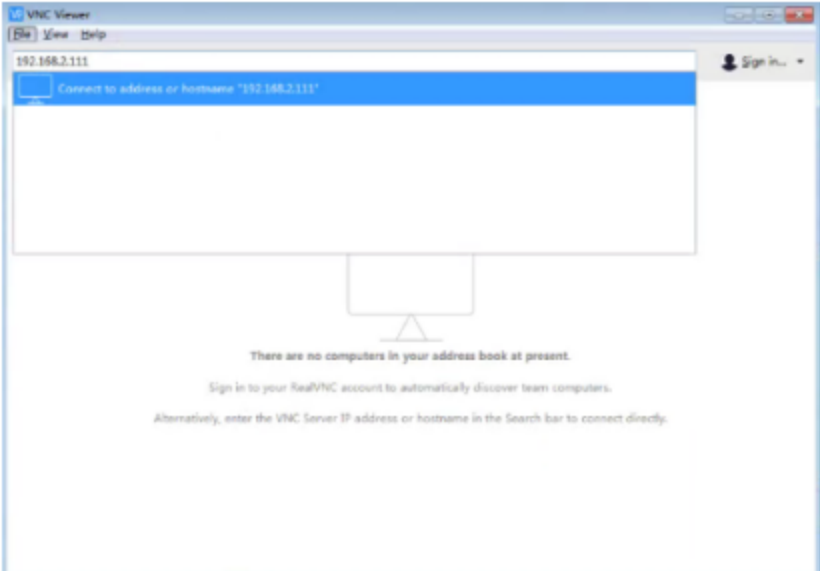 VNC Viewer
File View Help
192.168.2.111
Sign in...
Connect to address or hostname "192.168.2.111"
There are no computers in your address book at present.
Sign in to your RealVNC account to automatically discover team computers.
Alternatively, enter the VNC Server IP address or hostname in the Search bar to connect directly.